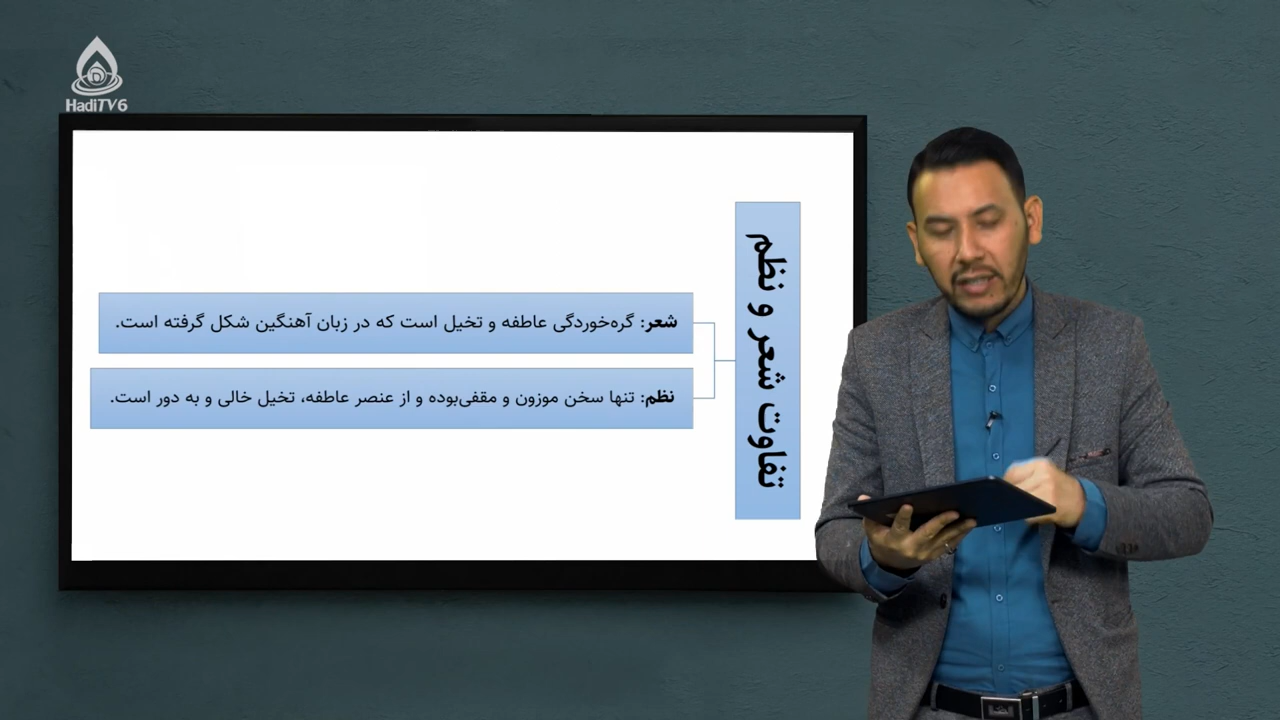 HadiTV6
تفاوت شعر و نظم
شعر: گره‌خوردگی عاطفه و تخیل است که در زبان آهنگین شکل گرفته است.
نظم: تنها سخن موزون و مقفی‌بوده و از عنصر عاطفه، تخیل خالی و به دور است.